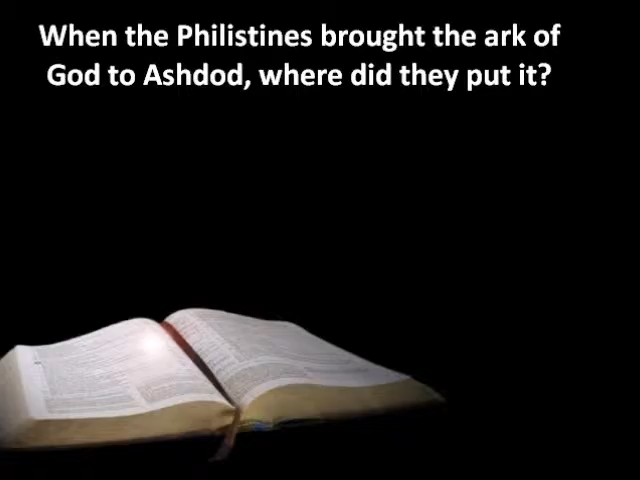 When the Philistines brought the ark of
God to Ashdod, where did they put it?